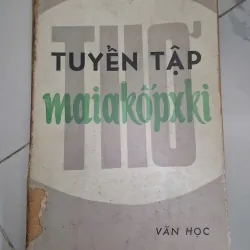 THƠ
TUYỂN TẬP
maiakốpxki
VĂN HỌC